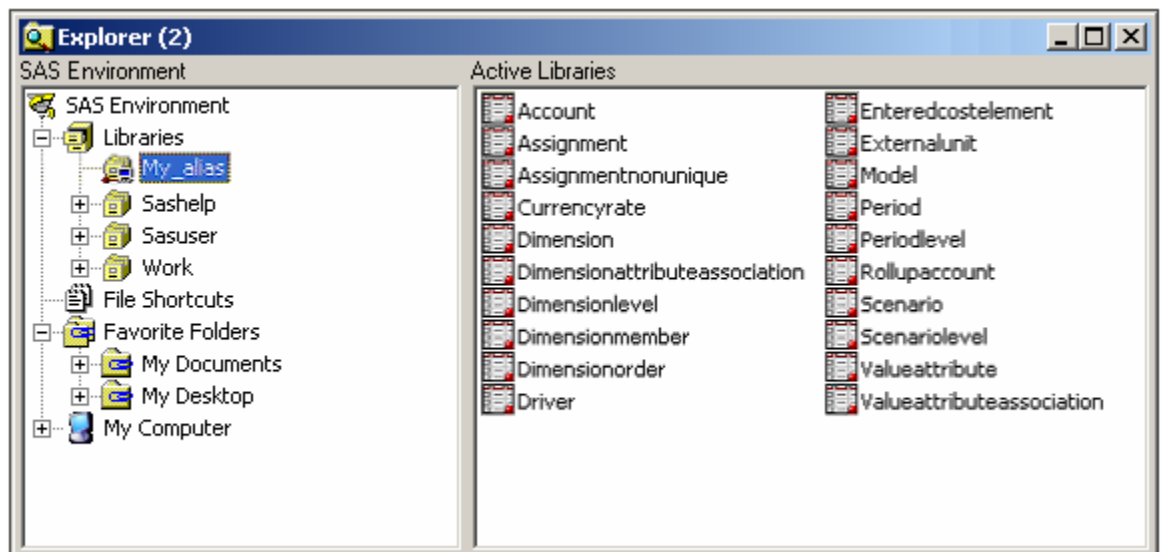 Explorer (2)
SAS Environment
Active Libraries
SAS Environment
Libraries
My_alias
Sashelp
Sasuser
Work
File Shortcuts
Favorite Folders
My Documents
My Desktop
My Computer
Account
Assignment
Assignmentnonunique
Currencyrate
Dimension
Dimensionattributeassociation
Dimensionlevel
Dimensionmember
Dimensionorder
Driver
Enteredcostelement
Externalunit
Model
Period
Periodlevel
Rollupaccount
Scenario
Scenariolevel
Valueattribute
Valueattributeassociation